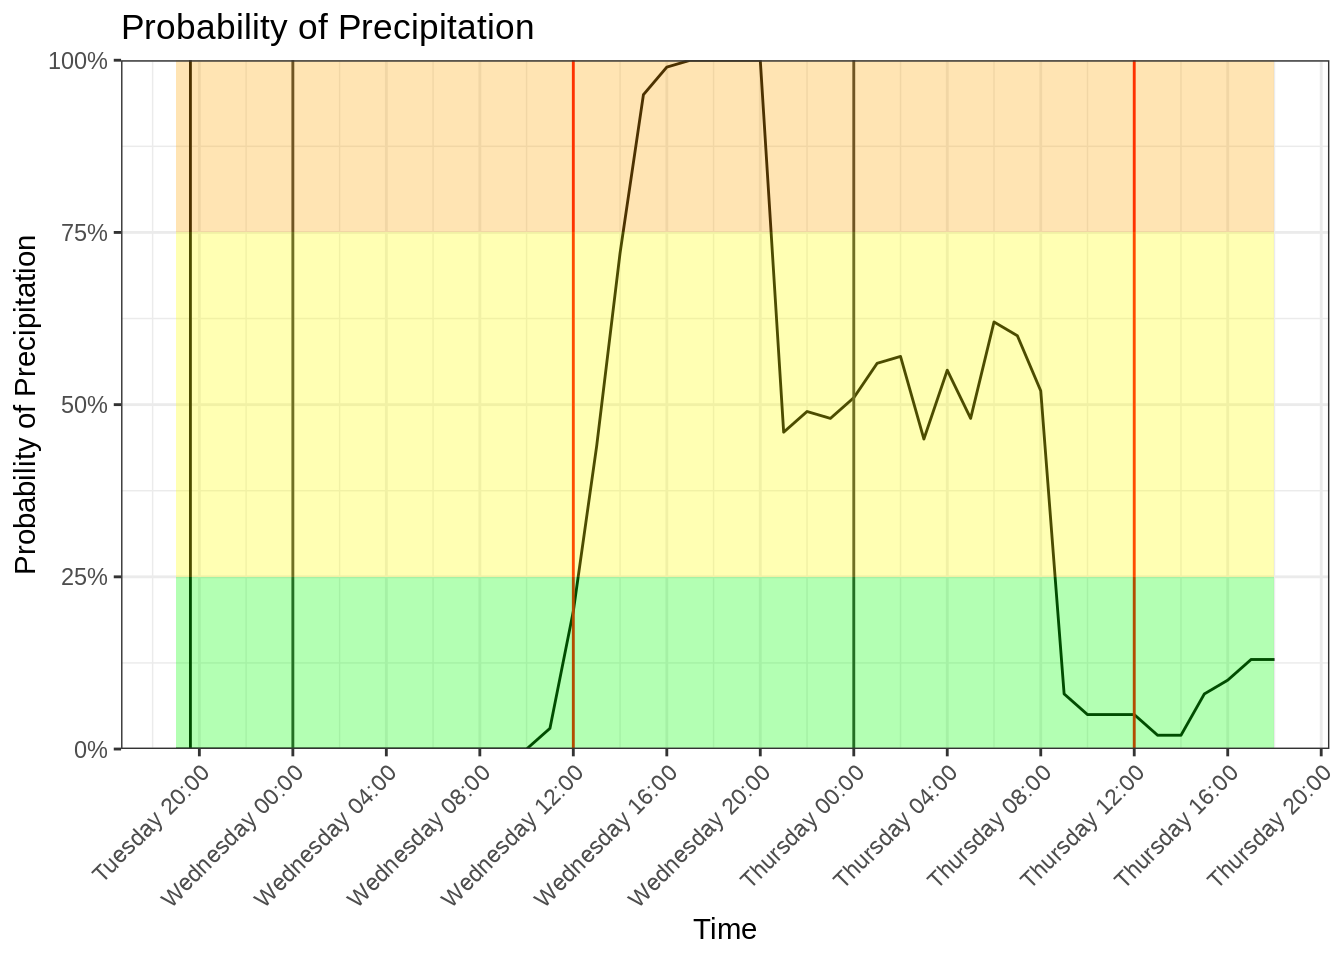 Probability of Precipitation
Probability of Precipitation
100%
75%
50%
25%
0%
Tuesday 20:00
Wednesday 00:00
Wednesday 04:00
Wednesday 08:00
Wednesday 12:00
Wednesday 16:00
Wednesday 20:00
Thursday 00:00
Thursday 04:00
Thursday 08:00
Thursday 12:00
Thursday 16:00
Thursday 20:00
Time